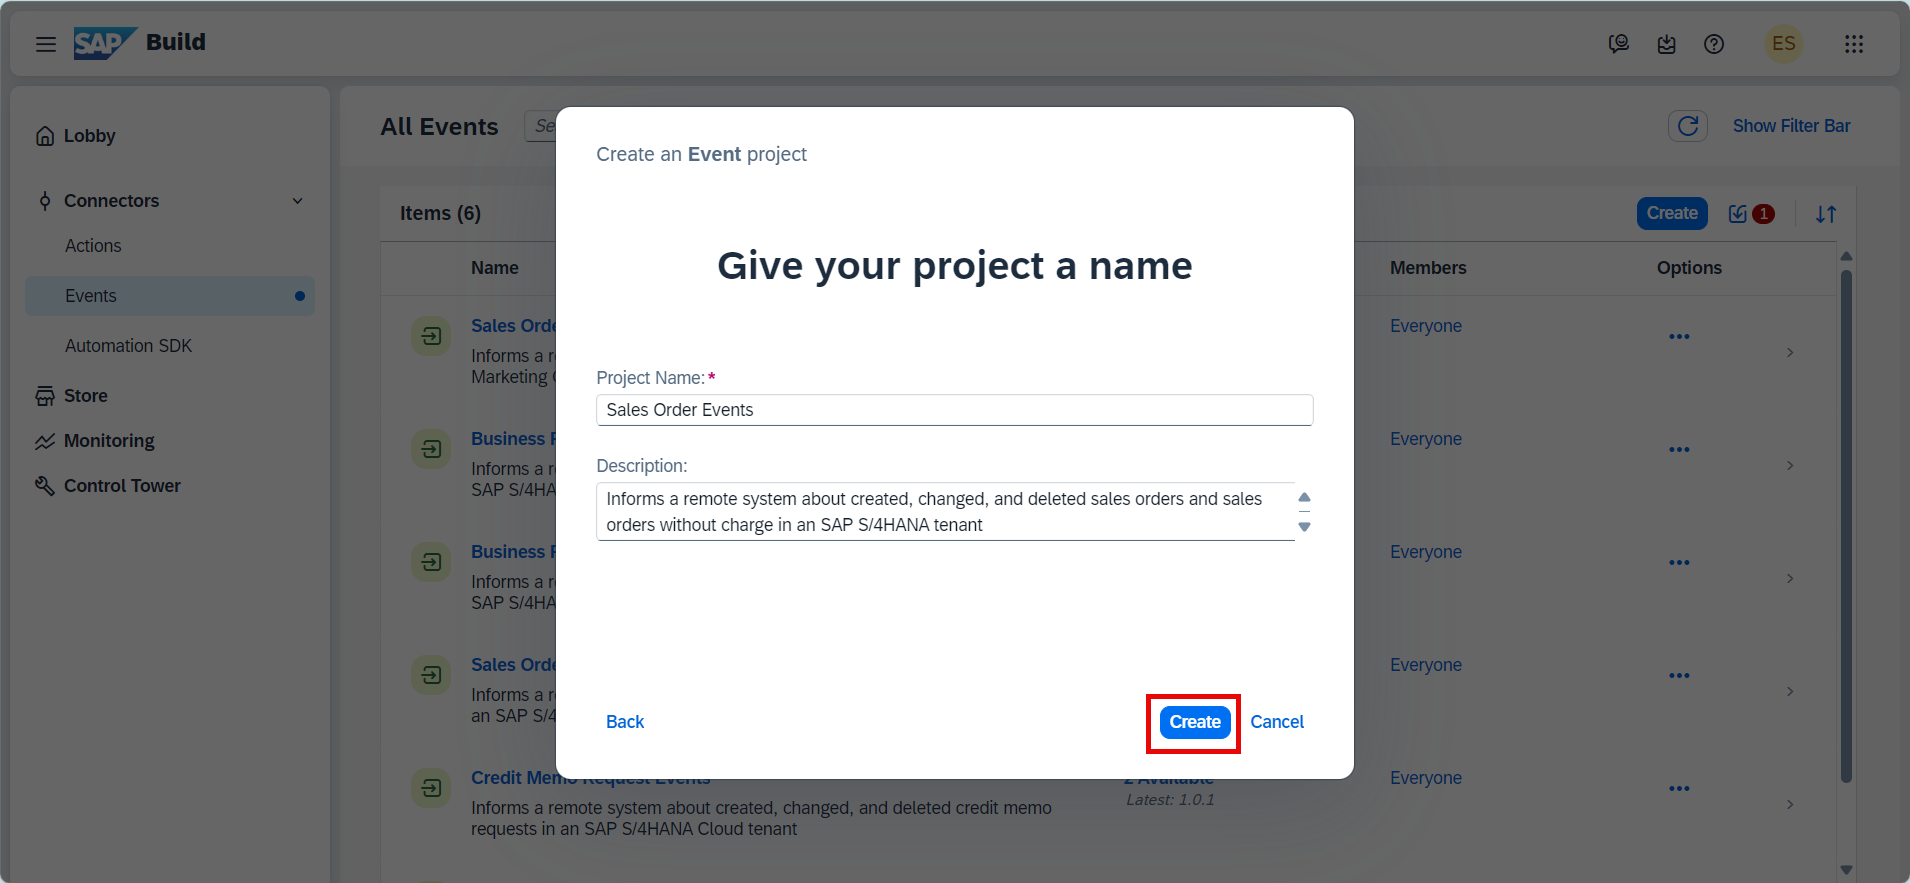 SAP Build
ES
Lobby
Connectors
Actions
Events
Automation SDK
Store
Monitoring
Control Tower
All Events
Show Filter Bar
Items (6)
Create
1
Name
Members
Options
Sales
Informs a
Marketing
Everyone
Business
Informs a
SAP
Everyone
Business
Informs a
SAP
Everyone
Sales
Informs a
an SAP
Everyone
Credit Memo Request Events
2 Available
Everyone
Informs a remote system about created, changed, and deleted credit memo
Latest: 1.0.1
requests in an SAP S/4HANA Cloud tenant
Create an Event project
Give your project a name
Project Name:*
Sales Order Events
Description:
Informs a remote system about created, changed, and deleted sales orders and sales
orders without charge in an SAP S/4HANA tenant
Back
Create
Cancel